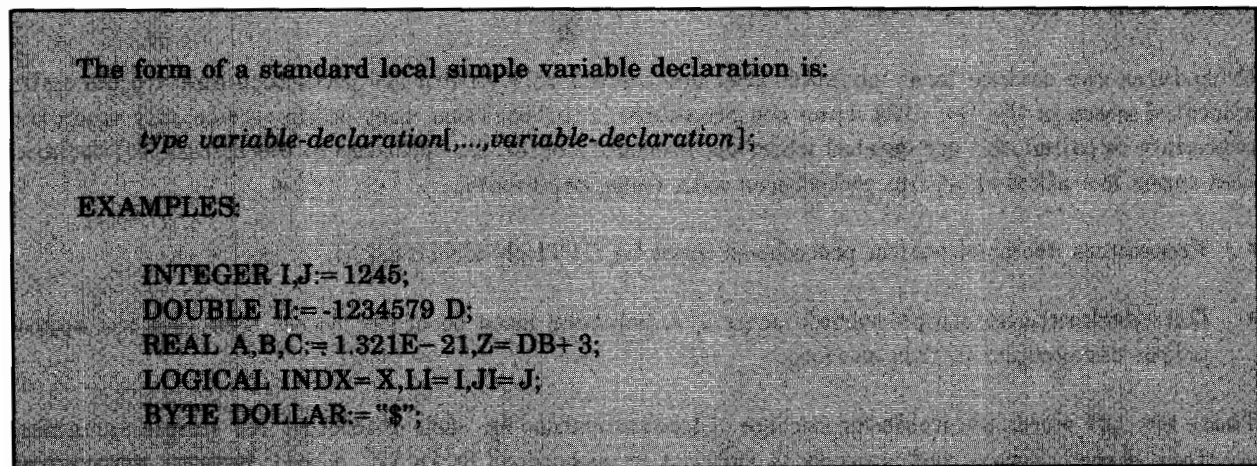 The form of a standard local simple variable declaration is:
type variable-declaration[,...,variable-declaration];
EXAMPLES:
INTEGER I,J:= 1245;
DOUBLE II:= -1234579 D;
REAL A,B,C:= 1.321E-21,Z= DB+3;
LOGICAL INDX= X,LI= I,JI= J;
BYTE DOLLAR:= "$";